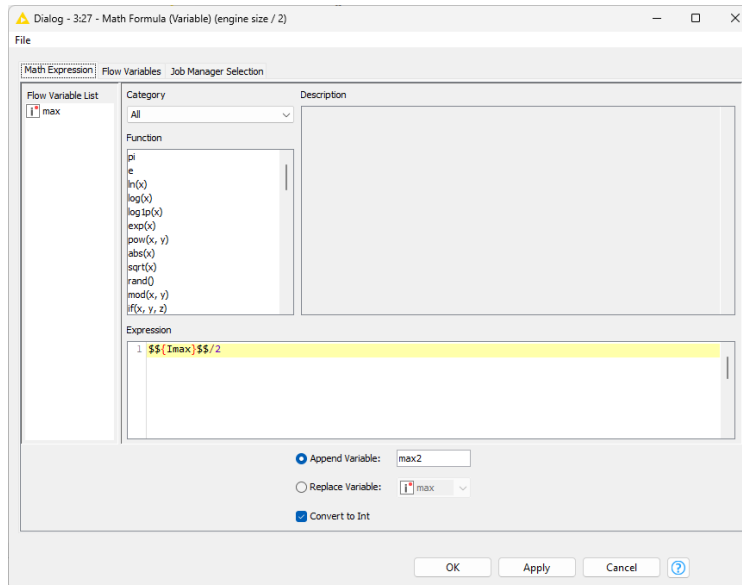 Dialog - 3:27 - Math Formula (Variable) (engine size / 2)
File
Math Expression Flow Variables Job Manager Selection
Flow Variable List
i max
Category
All
Function
pi
e
ln(x)
log(x)
log1p(x)
exp(x)
pow(x, y)
abs(x)
sqrt(x)
rand()
mod(x, y)
if(x, y, z)
Description
Expression
1 $${Imax}$$/2
Append Variable: max2
Replace Variable: i max
Convert to Int
OK Apply Cancel ?